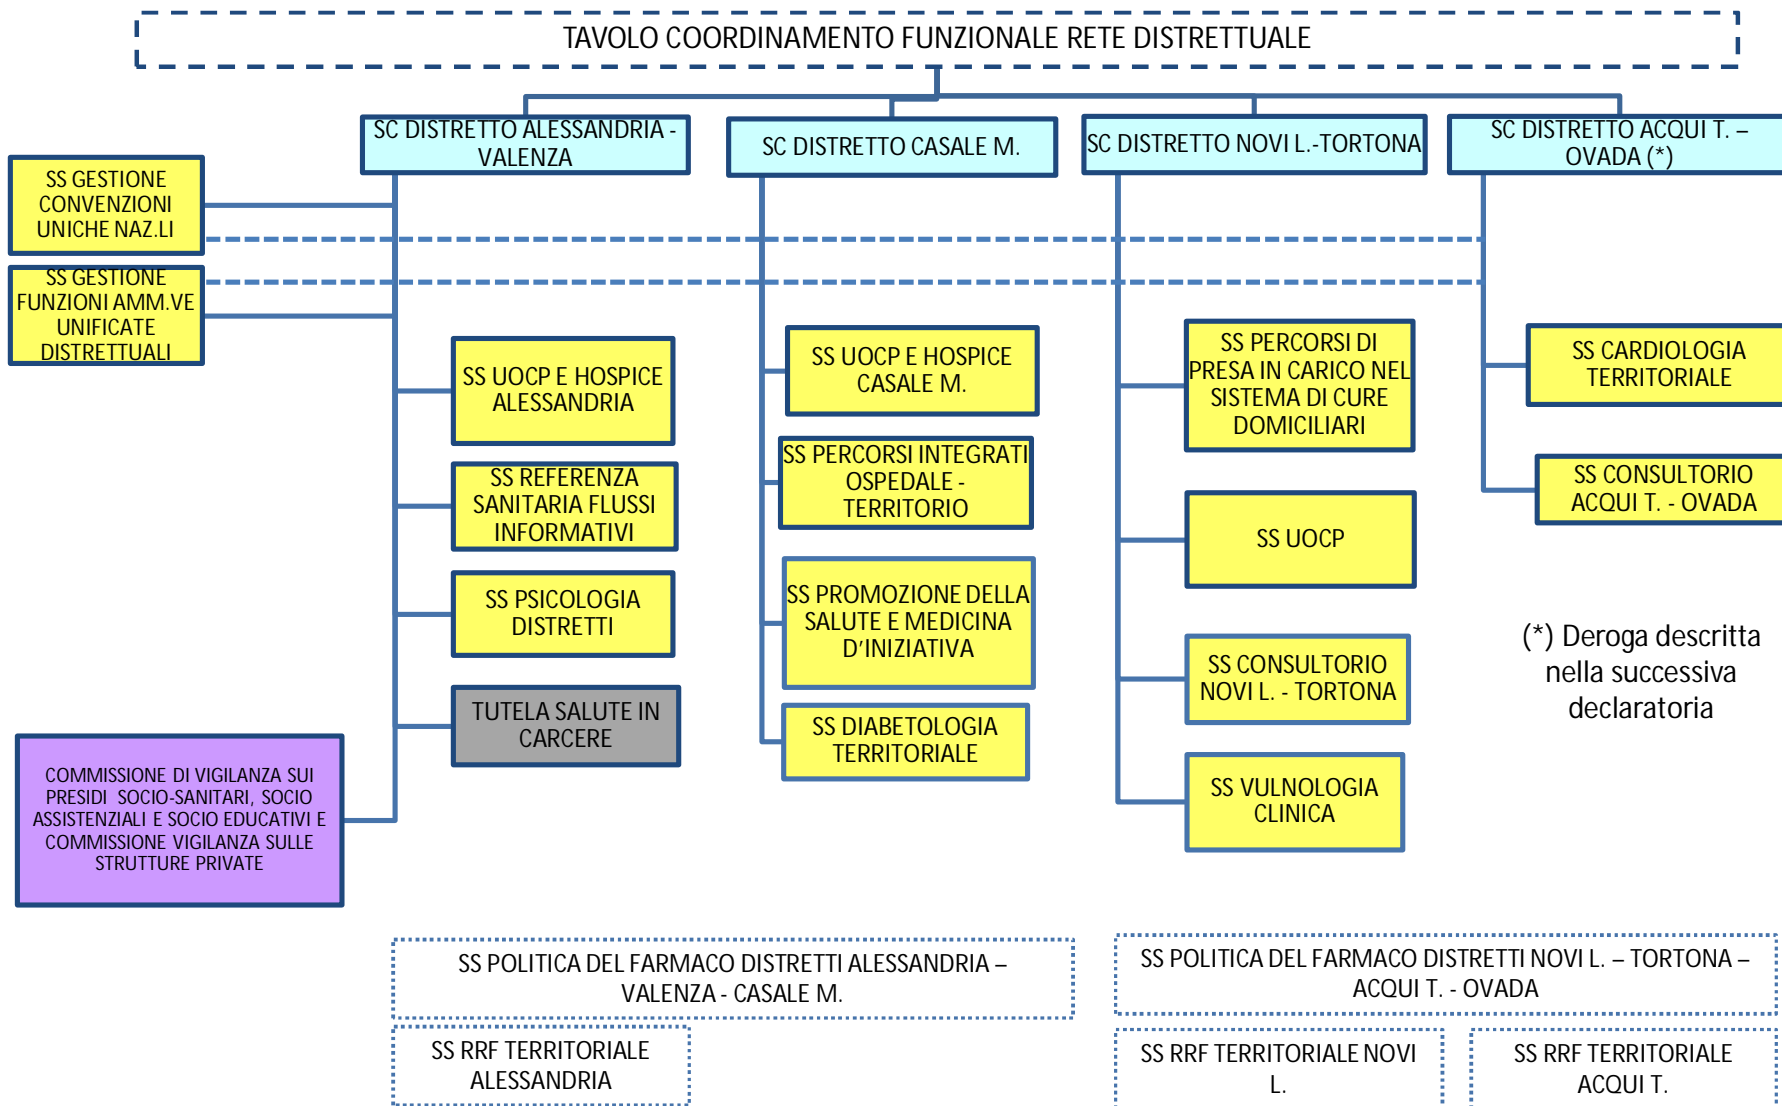 TAVOLO COORDINAMENTO FUNZIONALE RETE DISTRETTUALE
SC DISTRETTO ALESSANDRIA -
VALENZA
SC DISTRETTO CASALE M.
SC DISTRETTO NOVI L.-TORTONA
SC DISTRETTO ACQUI T. –
OVADA (*)
SS GESTIONE
CONVENZIONI
UNICHE NAZ.LI
SS GESTIONE
FUNZIONI AMM.VE
UNIFICATE
DISTRETTUALI
SS UOCP E HOSPICE
ALESSANDRIA
SS REFERENZA
SANITARIA FLUSSI
INFORMATIVI
SS PSICOLOGIA
DISTRETTI
TUTELA SALUTE IN
CARCERE
COMMISSIONE DI VIGILANZA SUI
PRESIDI SOCIO-SANITARI, SOCIO
ASSISTENZIALI E SOCIO EDUCATIVI E
COMMISSIONE VIGILANZA SULLE
STRUTTURE PRIVATE
SS UOCP E HOSPICE
CASALE M.
SS PERCORSI INTEGRATI
OSPEDALE -
TERRITORIO
SS PROMOZIONE DELLA
SALUTE E MEDICINA
D'INIZIATIVA
SS DIABETOLOGIA
TERRITORIALE
SS PERCORSI DI
PRESA IN CARICO NEL
SISTEMA DI CURE
DOMICILIARI
SS UOCP
SS CONSULTORIO
NOVI L. - TORTONA
SS VULNOLOGIA
CLINICA
SS CARDIOLOGIA
TERRITORIALE
SS CONSULTORIO
ACQUI T. - OVADA
(*) Deroga descritta
nella successiva
declaratoria
SS POLITICA DEL FARMACO DISTRETTI ALESSANDRIA –
VALENZA - CASALE M.
SS POLITICA DEL FARMACO DISTRETTI NOVI L. – TORTONA –
ACQUI T. - OVADA
SS RRF TERRITORIALE
ALESSANDRIA
SS RRF TERRITORIALE NOVI
L.
SS RRF TERRITORIALE
ACQUI T.